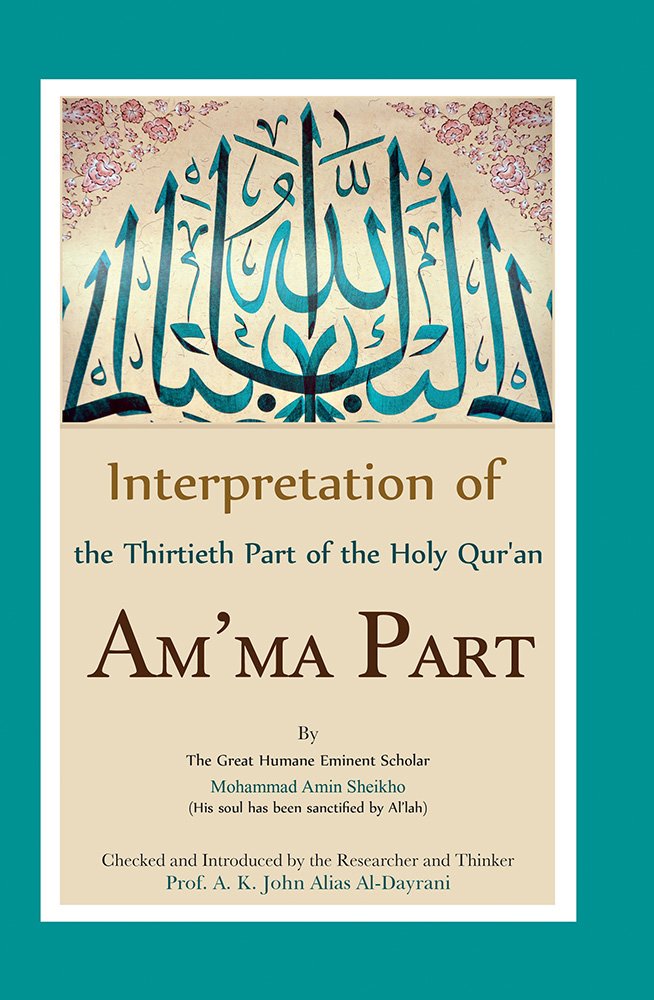 الله
Interpretation of
the Thirtieth Part of the Holy Qur'an
Am'ma Part
By
The Great Humane Eminent Scholar
Mohammad Amin Sheikho
(His soul has been sanctified by Al'lah)
Checked and Introduced by the Researcher and Thinker
Prof. A. K. John Alias Al-Dayrani